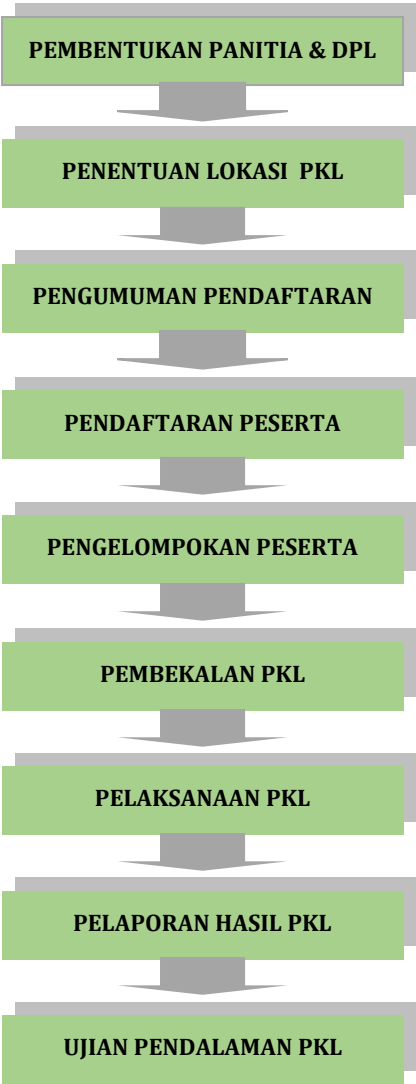 PEMBENTUKAN PANITIA & DPL
PENENTUAN LOKASI PKL
PENGUMUMAN PENDAFTARAN
PENDAFTARAN PESERTA
PENGELOMPOKAN PESERTA
PEMBEKALAN PKL
PELAKSANAAN PKL
PELAPORAN HASIL PKL
UJIAN PENDALAMAN PKL